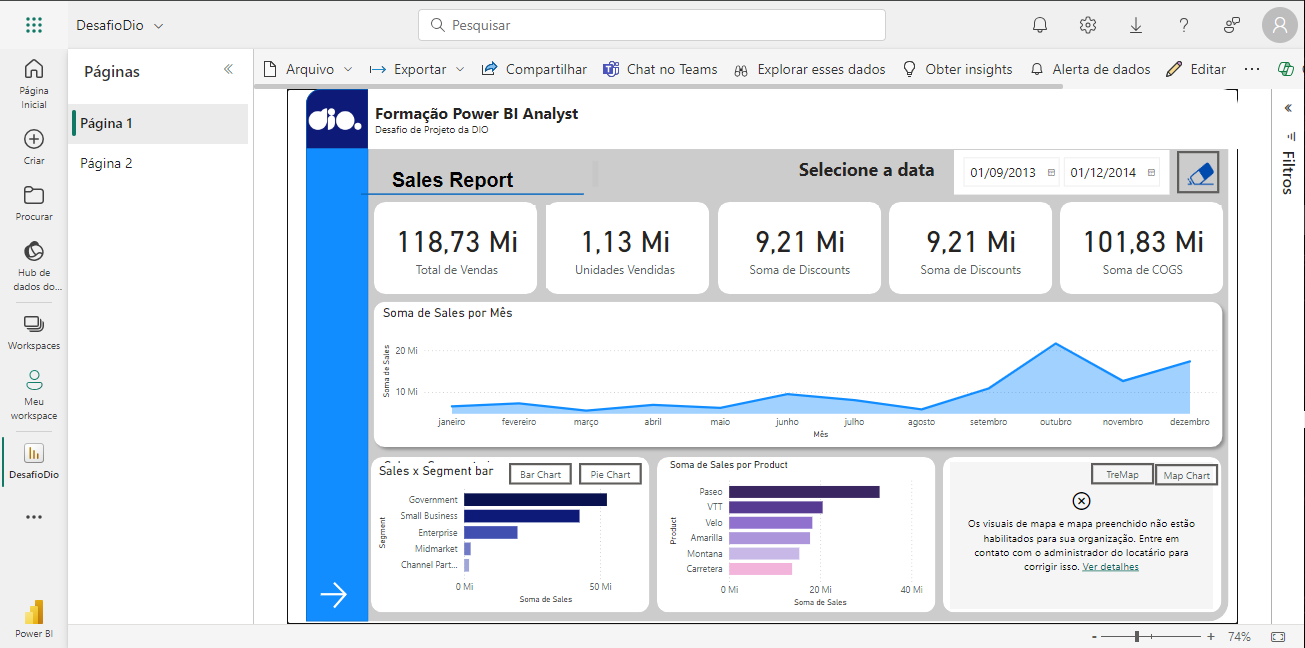 DesafioDio
Pesquisar
Página
Inicial
Criar
Procurar
Hub de
dados do...
Workspaces
Meu
workspace
DesafioDio
Power BI
Páginas
Página 1
Página 2
Arquivo
Exportar
Compartilhar
Chat no Teams
Explorar esses dados
Obter insights
Alerta de dados
Editar
Filtros
dio.
Formação Power BI Analyst
Desafio de Projeto da DIO
Sales Report
Selecione a data
01/09/2013
01/12/2014
118,73 Mi
Total de Vendas
1,13 Mi
Unidades Vendidas
9,21 Mi
Soma de Discounts
9,21 Mi
Soma de Discounts
101,83 Mi
Soma de COGS
Soma de Sales por Mês
Soma de Sales
20 Mi
10 Mi
janeiro fevereiro março abril maio junho julho agosto setembro outubro novembro dezembro
Mês
Sales x Segment bar
Bar Chart
Pie Chart
Segment
Government
Small Business
Enterprise
Midmarket
Channel Part...
0 Mi 50 Mi
Soma de Sales
Soma de Sales por Product
Product
Paseo
VTT
Velo
Amarilla
Montana
Carretera
0 Mi 20 Mi 40 Mi
Soma de Sales
TreMap
Map Chart
Os visuais de mapa e mapa preenchido não estão
habilitados para sua organização. Entre em
contato com o administrador do locatário para
corrigir isso. Ver detalhes
- + 74%